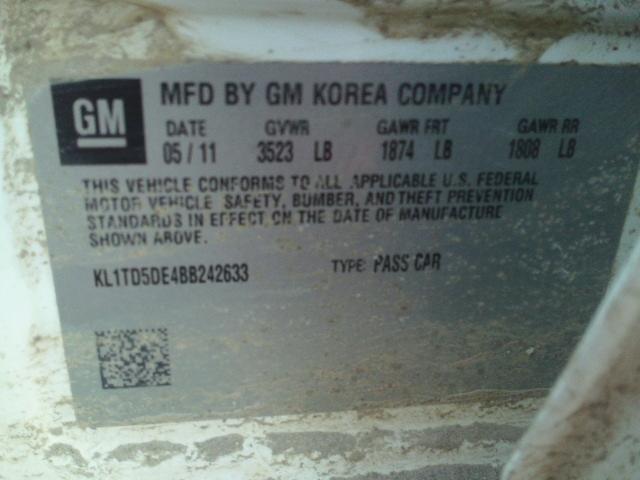 GM MFD BY GM KOREA COMPANY
DATE GVWR GAWR FRT GAWR RR
05/11 3523 LB 1874 LB 1808 LB
THIS VEHICLE CONFORMS TO ALL APPLICABLE U.S. FEDERAL
MOTOR VEHICLE SAFETY, BUMBER, AND THEFT PREVENTION
STANDARDS IN EFFECT ON THE DATE OF MANUFACTURE
SHOWN ABOVE.
KL1TD5DE4BB242633 TYPE: PASS CAR